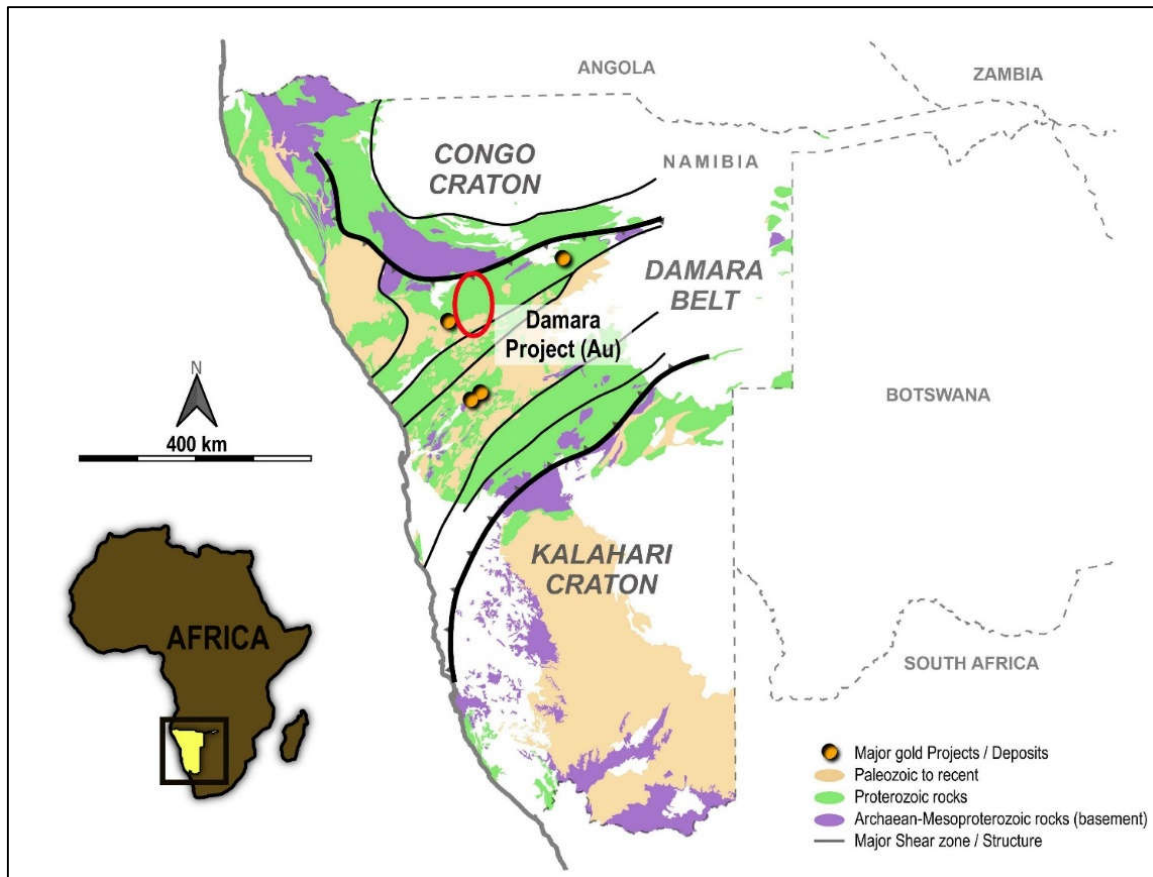 ANGOLA
ZAMBIA
CONGO
CRATON
NAMIBIA
DAMARA
BELT
Damara
Project (Au)
N
400 km
BOTSWANA
KALAHARI
CRATON
AFRICA
SOUTH AFRICA
Major gold Projects / Deposits
Paleozoic to recent
Proterozoic rocks
Archaean-Mesoproterozoic rocks (basement)
Major Shear zone / Structure